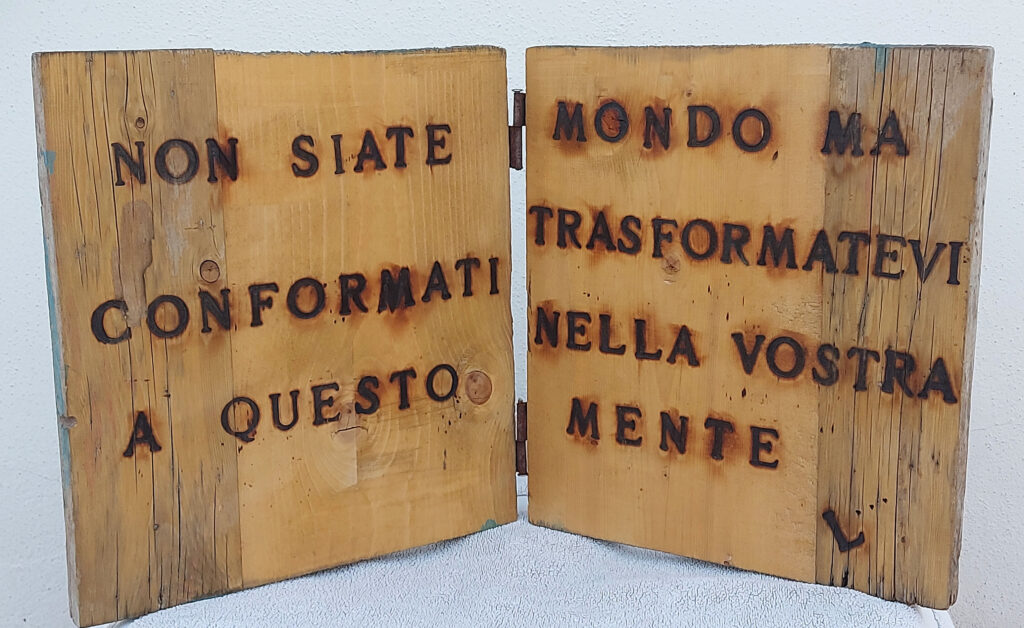 NON SIATE
CONFORMATI
A QUESTO
MONDO MA
TRASFORMATEVI
NELLA VOSTRA
MENTE
L